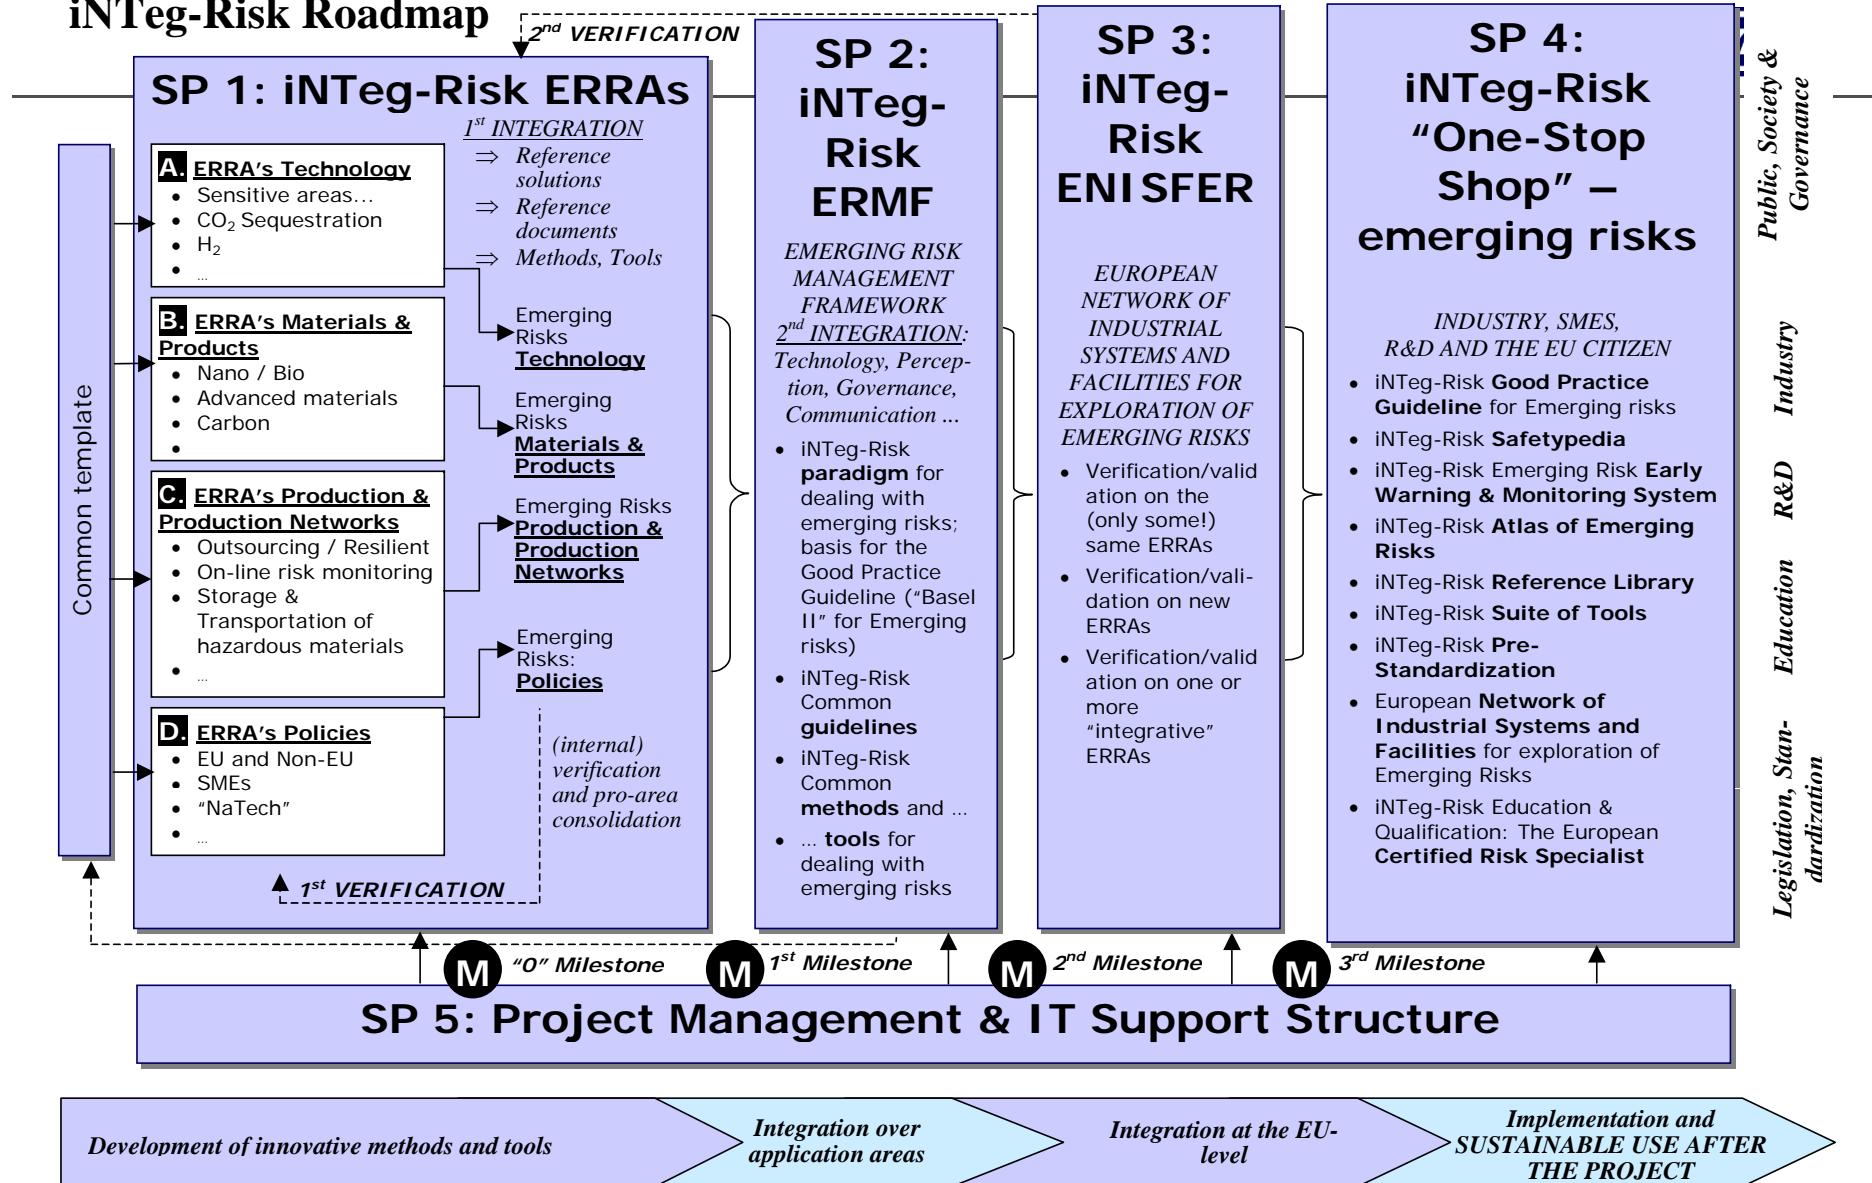 iNTeg-Risk Roadmap
2nd VERIFICATION
SP 1: iNTeg-Risk ERRAs
Common template
A. ERRA's Technology
• Sensitive areas...
• CO2 Sequestration
• H2
• ...
B. ERRA's Materials &
Products
• Nano / Bio
• Advanced materials
• Carbon
•
C. ERRA's Production &
Production Networks
• Outsourcing / Resilient
• On-line risk monitoring
• Storage &
Transportation of
hazardous materials
• ...
D. ERRA's Policies
• EU and Non-EU
• SMEs
• “NaTech”
• ...
1st INTEGRATION
⇒ Reference
solutions
⇒ Reference
documents
⇒ Methods, Tools
Emerging
Risks
Technology
Emerging
Risks
Materials &
Products
Emerging Risks
Production &
Production
Networks
Emerging
Risks:
Policies
(internal)
verification
and pro-area
consolidation
1st VERIFICATION
SP 2:
iNTeg-
Risk
ERMF
EMERGING RISK
MANAGEMENT
FRAMEWORK
2nd INTEGRATION:
Technology, Percep-
tion, Governance,
Communication ...
• iNTeg-Risk
paradigm for
dealing with
emerging risks;
basis for the
Good Practice
Guideline (“Basel
II” for Emerging
risks)
• iNTeg-Risk
Common
guidelines
• iNTeg-Risk
Common
methods and ...
• ... tools for
dealing with
emerging risks
SP 3:
iNTeg-
Risk
ENISFER
EUROPEAN
NETWORK OF
INDUSTRIAL
SYSTEMS AND
FACILITIES FOR
EXPLORATION OF
EMERGING RISKS
• Verification/valid
ation on the
(only some!)
same ERRAs
• Verification/vali-
dation on new
ERRAs
• Verification/valid
ation on one or
more
“integrative”
ERRAs
SP 4:
iNTeg-Risk
“One-Stop
Shop” –
emerging risks
INDUSTRY, SMES,
R&D AND THE EU CITIZEN
• iNTeg-Risk Good Practice
Guideline for Emerging risks
• iNTeg-Risk Safetypedia
• iNTeg-Risk Emerging Risk Early
Warning & Monitoring System
• iNTeg-Risk Atlas of Emerging
Risks
• iNTeg-Risk Reference Library
• iNTeg-Risk Suite of Tools
• iNTeg-Risk Pre-
Standardization
• European Network of
Industrial Systems and
Facilities for exploration of
Emerging Risks
• iNTeg-Risk Education &
Qualification: The European
Certified Risk Specialist
Public, Society &
Governance
Industry
R&D
Education
Legislation, Stan-
dardization
M “0” Milestone
M 1st Milestone
M 2nd Milestone
M 3rd Milestone
SP 5: Project Management & IT Support Structure
Development of innovative methods and tools
Integration over
application areas
Integration at the EU-
level
Implementation and
SUSTAINABLE USE AFTER
THE PROJECT